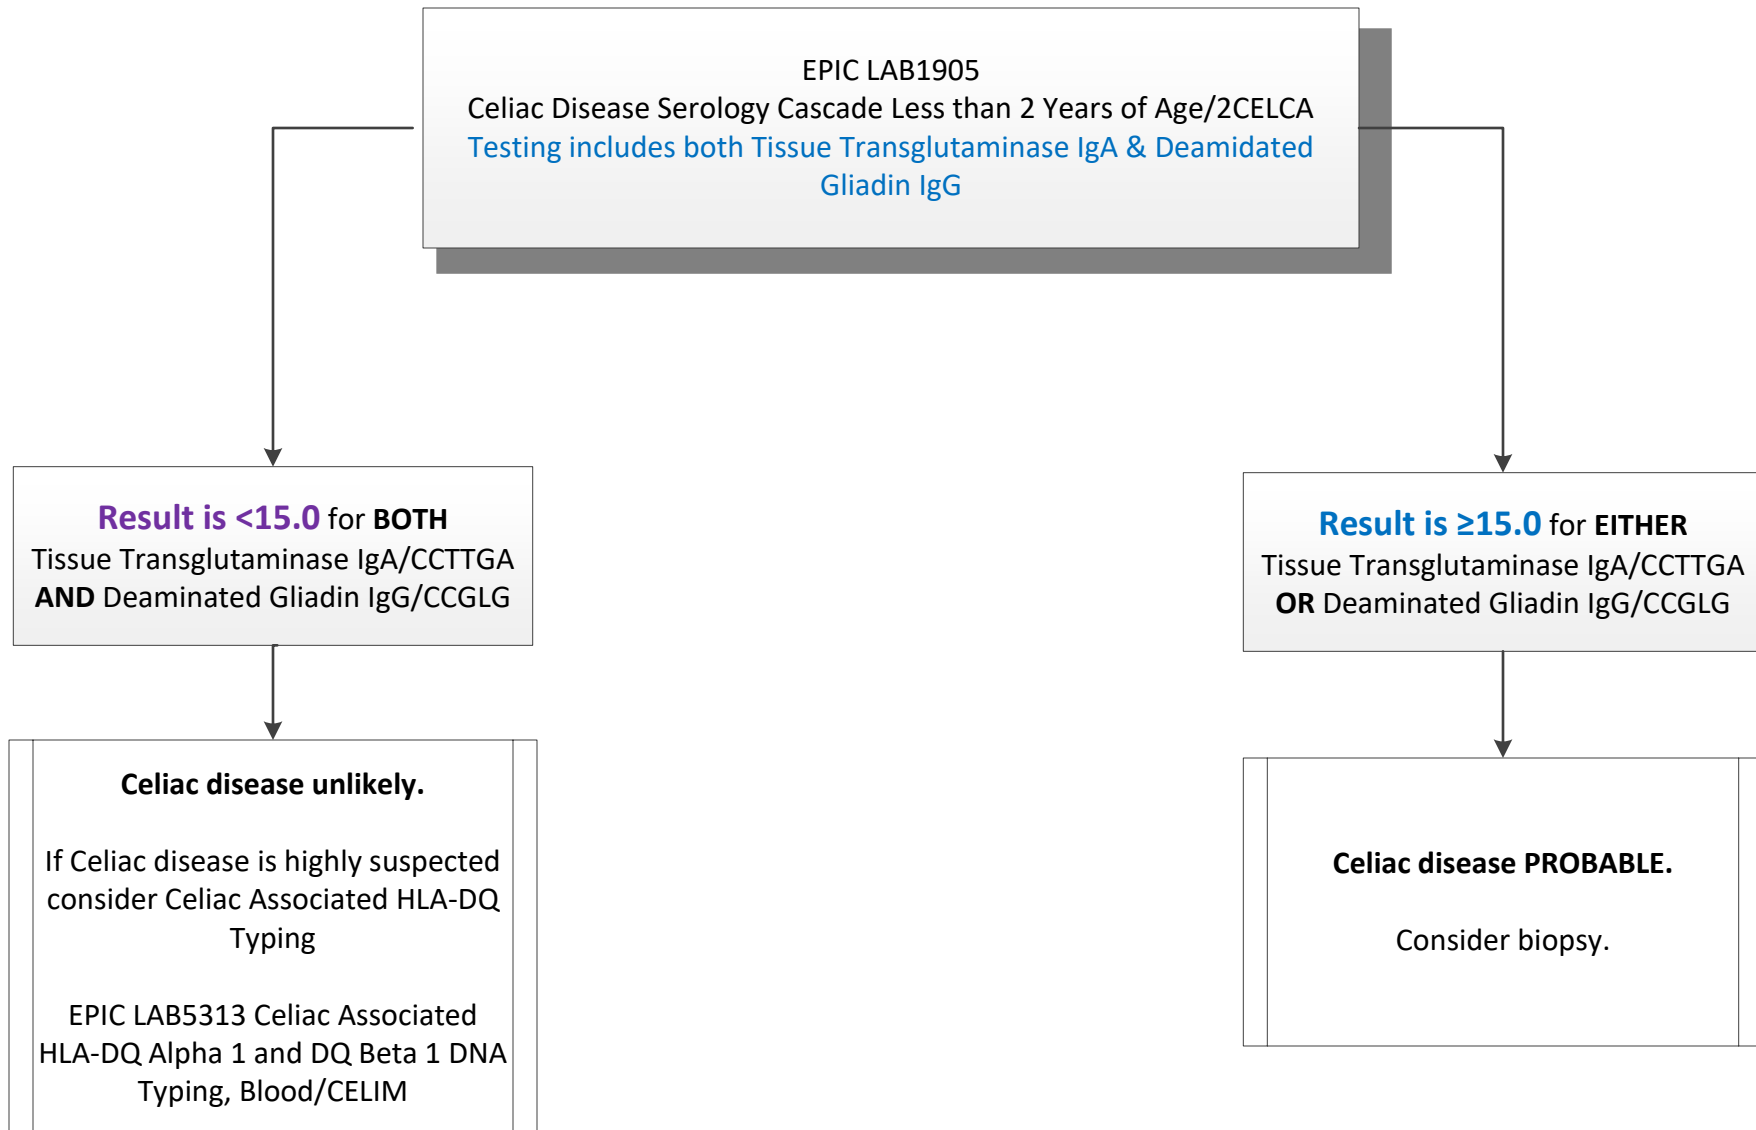 EPIC LAB1905
Celiac Disease Serology Cascade Less than 2 Years of Age/2CELCA
Testing includes both Tissue Transglutaminase IgA & Deamidated
Gliadin IgG
Result is <15.0 for BOTH
Tissue Transglutaminase IgA/CCTTGA
AND Deaminated Gliadin IgG/CCGLG
Result is ≥15.0 for EITHER
Tissue Transglutaminase IgA/CCTTGA
OR Deaminated Gliadin IgG/CCGLG
Celiac disease unlikely.
If Celiac disease is highly suspected
consider Celiac Associated HLA-DQ
Typing
EPIC LAB5313 Celiac Associated
HLA-DQ Alpha 1 and DQ Beta 1 DNA
Typing, Blood/CELIM
Celiac disease PROBABLE.
Consider biopsy.